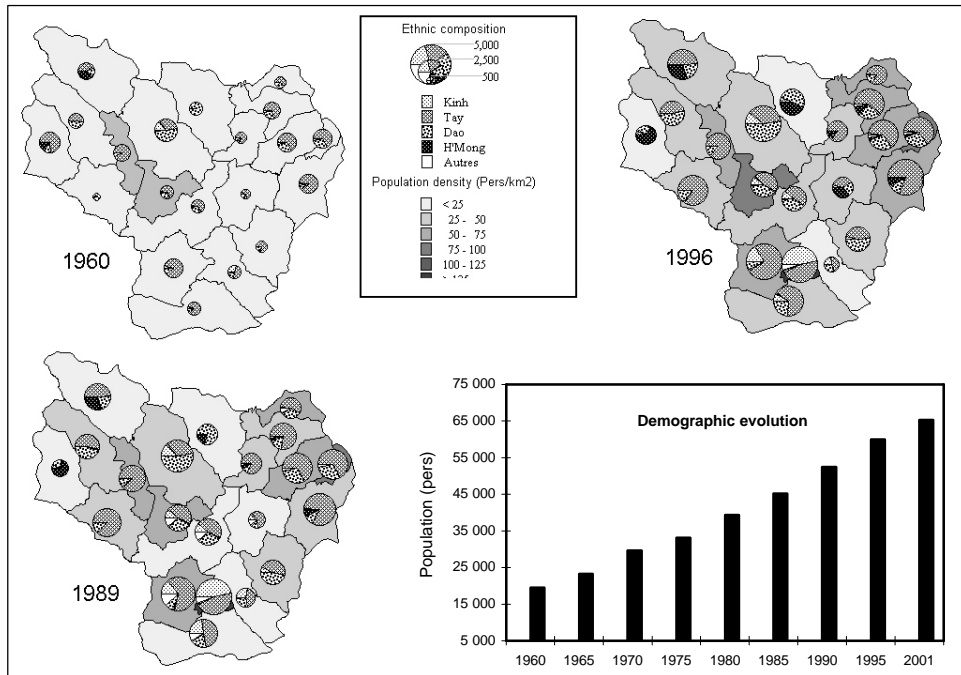 Ethnic composition
5,000
2,500
500
Kinh
Tay
Dao
H'Mong
Autres
Population density (Pers/km2)
< 25
25 - 50
50 - 75
75 - 100
100 - 125
> 125
1960
1996
1989
Demographic evolution
Population (pers)
75 000
65 000
55 000
45 000
35 000
25 000
15 000
5 000
1960 1965 1970 1975 1980 1985 1990 1995 2001